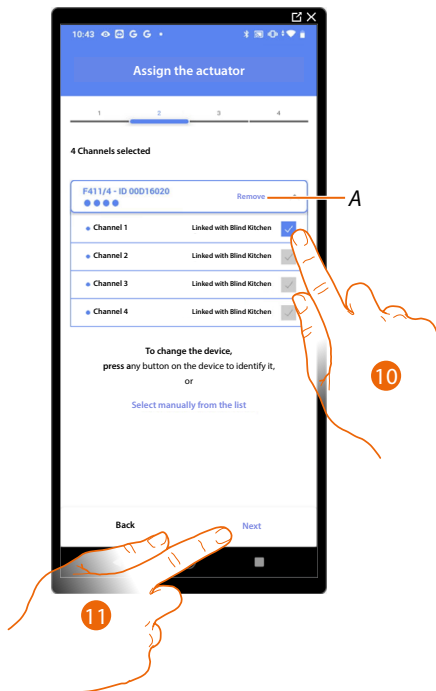 10:43 G G
Assign the actuator
1 2 3 4
4 Channels selected
F411/4 - ID 00D16020
Remove
A
Channel 1 Linked with Blind Kitchen
Channel 2 Linked with Blind Kitchen
Channel 3 Linked with Blind Kitchen
Channel 4 Linked with Blind Kitchen
10
To change the device,
press any button on the device to identify it,
or
Select manually from the list
Back Next
11